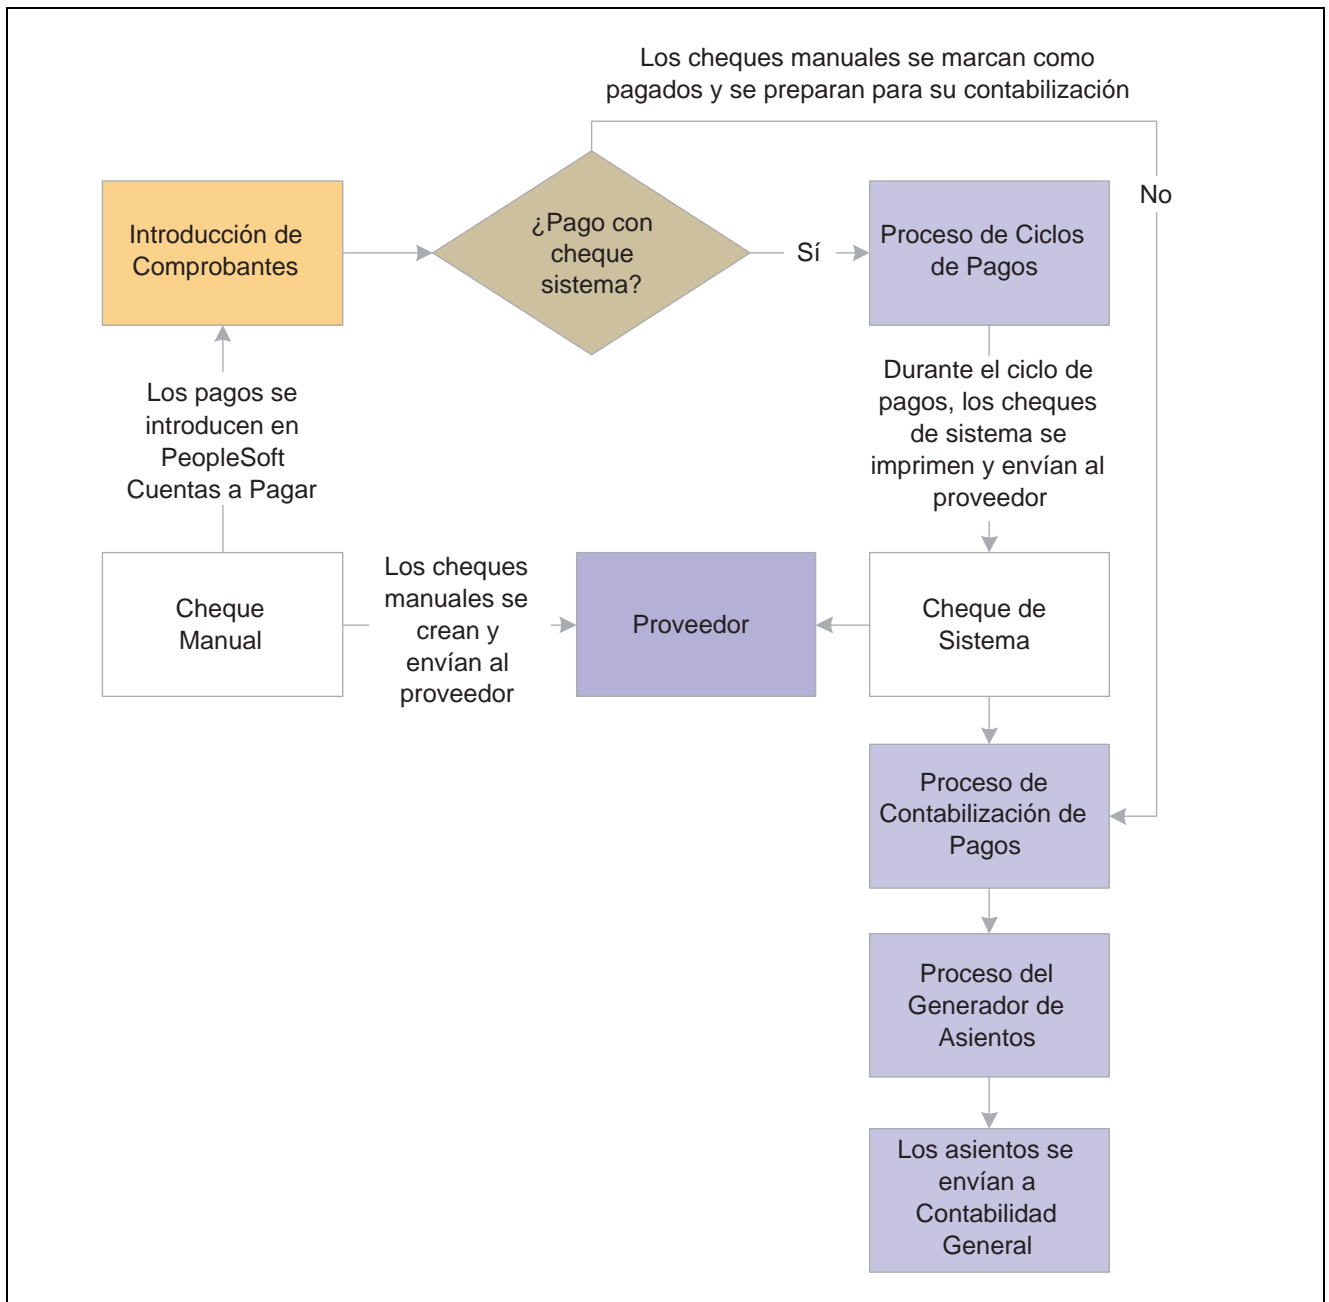 Los cheques manuales se marcan como
pagados y se preparan para su contabilización
No
Introducción de
Comprobantes
¿Pago con
cheque
sistema?
Sí
Proceso de Ciclos
de Pagos
Los pagos se
introducen en
PeopleSoft
Cuentas a Pagar
Durante el ciclo de
pagos, los cheques
de sistema se
imprimen y envían al
proveedor
Cheque
Manual
Los cheques
manuales se
crean y
envían al
proveedor
Proveedor
Cheque de
Sistema
Proceso de
Contabilización de
Pagos
Proceso del
Generador de
Asientos
Los asientos se
envían a
Contabilidad
General